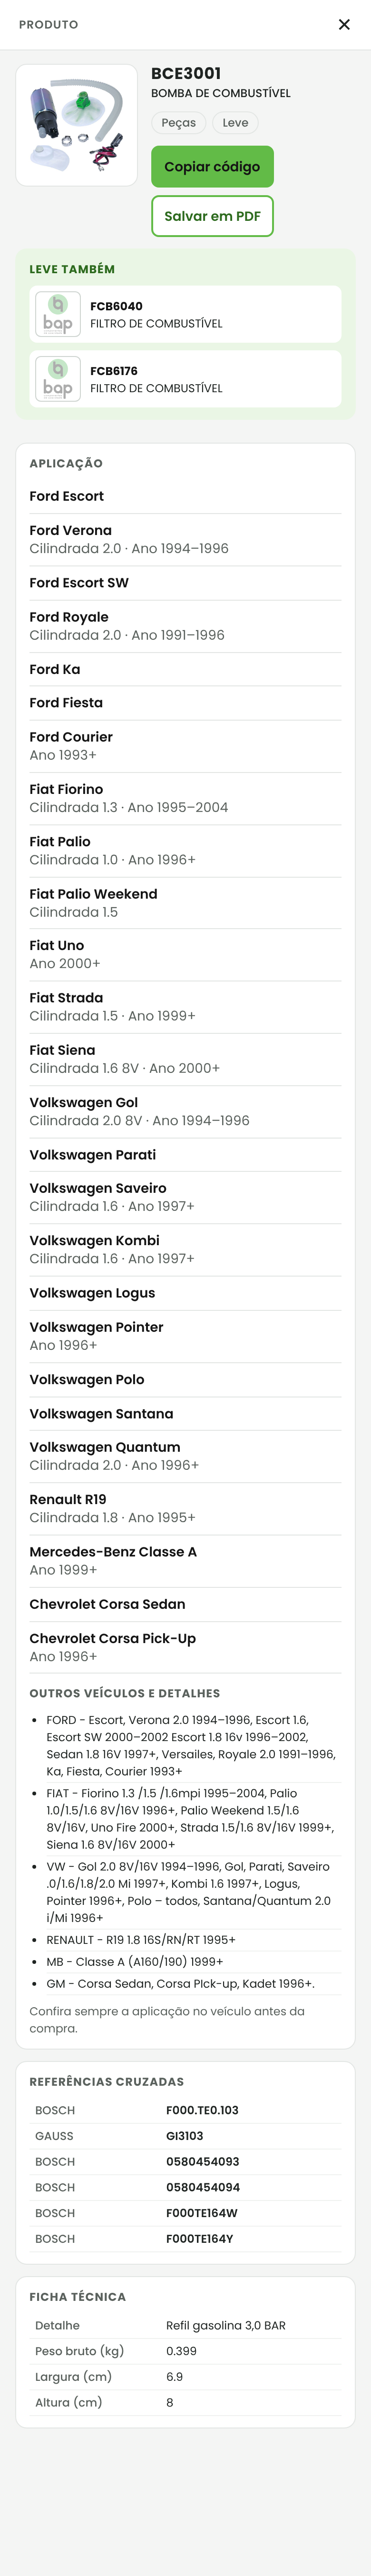 PRODUTO
BCE3001
BOMBA DE COMBUSTÍVEL
Peças
Leve
Copiar código
Salvar em PDF
LEVE TAMBÉM
bap
FCB6040
FILTRO DE COMBUSTÍVEL
bap
FCB6176
FILTRO DE COMBUSTÍVEL
APLICAÇÃO
Ford Escort
Ford Verona
Cilindrada 2.0 · Ano 1994–1996
Ford Escort SW
Ford Royale
Cilindrada 2.0 · Ano 1991–1996
Ford Ka
Ford Fiesta
Ford Courier
Ano 1993+
Fiat Fiorino
Cilindrada 1.3 · Ano 1995–2004
Fiat Palio
Cilindrada 1.0 · Ano 1996+
Fiat Palio Weekend
Cilindrada 1.5
Fiat Uno
Ano 2000+
Fiat Strada
Cilindrada 1.5 · Ano 1999+
Fiat Siena
Cilindrada 1.6 8V · Ano 2000+
Volkswagen Gol
Cilindrada 2.0 8V · Ano 1994–1996
Volkswagen Parati
Volkswagen Saveiro
Cilindrada 1.6 · Ano 1997+
Volkswagen Kombi
Cilindrada 1.6 · Ano 1997+
Volkswagen Logus
Volkswagen Pointer
Ano 1996+
Volkswagen Polo
Volkswagen Santana
Volkswagen Quantum
Cilindrada 2.0 · Ano 1996+
Renault R19
Cilindrada 1.8 · Ano 1995+
Mercedes-Benz Classe A
Ano 1999+
Chevrolet Corsa Sedan
Chevrolet Corsa Pick-Up
Ano 1996+
OUTROS VEÍCULOS E DETALHES
• FORD - Escort, Verona 2.0 1994–1996, Escort 1.6,
Escort SW 2000–2002 Escort 1.8 16v 1996–2002,
Sedan 1.8 16V 1997+, Versailes, Royale 2.0 1991–1996,
Ka, Fiesta, Courier 1993+
• FIAT - Fiorino 1.3 /1.5 /1.6mpi 1995–2004, Palio
1.0/1.5/1.6 8V/16V 1996+, Palio Weekend 1.5/1.6
8V/16V, Uno Fire 2000+, Strada 1.5/1.6 8V/16V 1999+,
Siena 1.6 8V/16V 2000+
• VW - Gol 2.0 8V/16V 1994–1996, Gol, Parati, Saveiro
.0/1.6/1.8/2.0 Mi 1997+, Kombi 1.6 1997+, Logus,
Pointer 1996+, Polo – todos, Santana/Quantum 2.0
i/Mi 1996+
• RENAULT - R19 1.8 16S/RN/RT 1995+
• MB - Classe A (A160/190) 1999+
• GM - Corsa Sedan, Corsa PIck-up, Kadet 1996+.
Confira sempre a aplicação no veículo antes da
compra.
REFERÊNCIAS CRUZADAS
BOSCH F000.TE0.103
GAUSS GI3103
BOSCH 0580454093
BOSCH 0580454094
BOSCH F000TE164W
BOSCH F000TE164Y
FICHA TÉCNICA
Detalhe Refil gasolina 3,0 BAR
Peso bruto (kg) 0.399
Largura (cm) 6.9
Altura (cm) 8